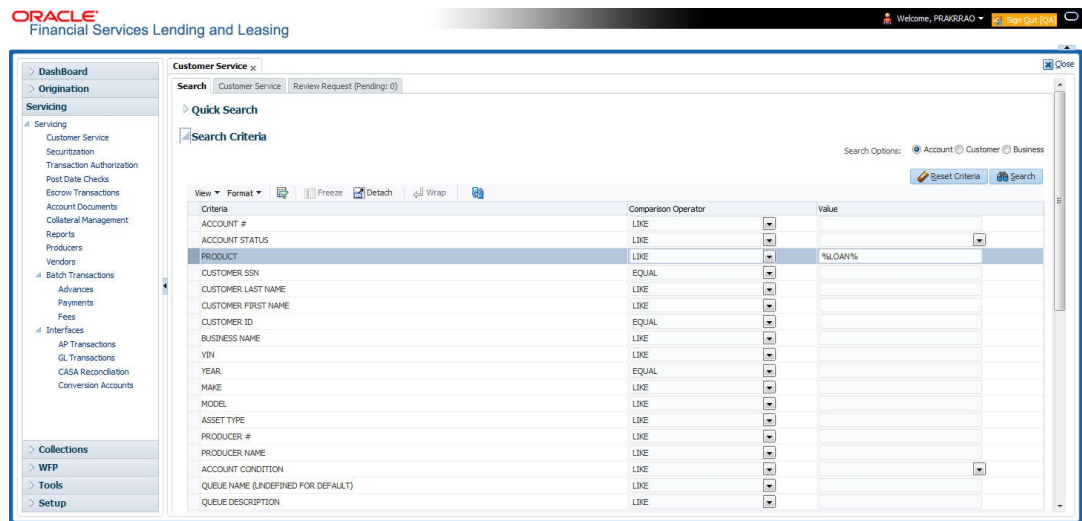 ORACLE®
Financial Services Lending and Leasing
Welcome, PRAKRRAO
Sign Out [QA]
Close
DashBoard
Origination
Servicing
Servicing
Customer Service
Securitization
Transaction Authorization
Post Date Checks
Escrow Transactions
Account Documents
Collateral Management
Reports
Producers
Vendors
Batch Transactions
Advances
Payments
Fees
Interfaces
AP Transactions
GL Transactions
CASA Reconciliation
Conversion Accounts
Collections
WFP
Tools
Setup
Customer Service x
Search Customer Service Review Request (Pending: 0)
Quick Search
Search Criteria
Search Options: Account Customer Business
Reset Criteria Search
View Format Freeze Detach Wrap
Criteria Comparison Operator Value
ACCOUNT # LIKE
ACCOUNT STATUS LIKE
PRODUCT LIKE %LOAN%
CUSTOMER SSN EQUAL
CUSTOMER LAST NAME LIKE
CUSTOMER FIRST NAME LIKE
CUSTOMER ID EQUAL
BUSINESS NAME LIKE
VIN LIKE
YEAR EQUAL
MAKE LIKE
MODEL LIKE
ASSET TYPE LIKE
PRODUCER # LIKE
PRODUCER NAME LIKE
ACCOUNT CONDITION LIKE
QUEUE NAME (UNDEFINED FOR DEFAULT) LIKE
QUEUE DESCRIPTION LIKE